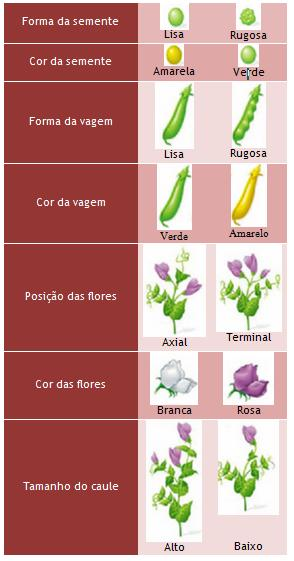 Forma da semente
Lisa Rugosa
Cor da semente
Amarela Verde
Forma da vagem
Lisa Rugosa
Cor da vagem
Verde Amarelo
Posição das flores
Axial Terminal
Cor das flores
Branca Rosa
Tamanho do caule
Alto Baixo